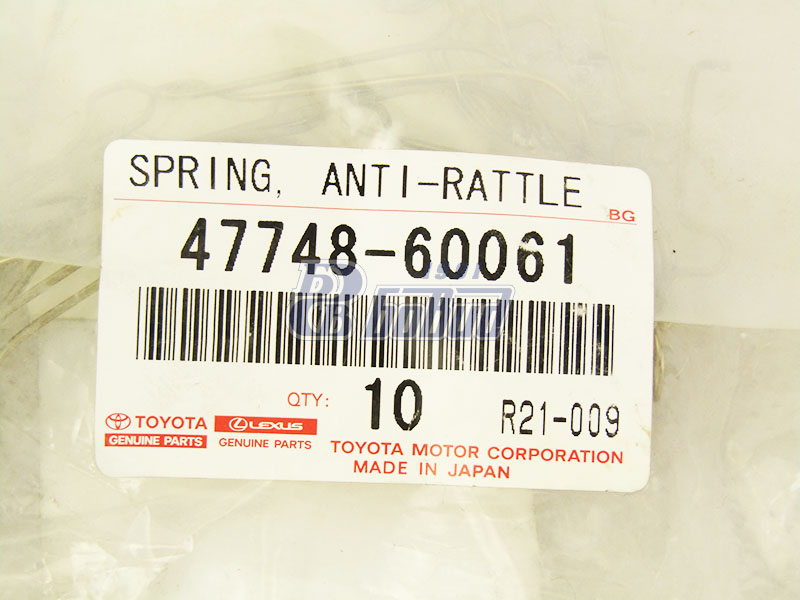 SPRING, ANTI-RATTLE
BG
47748-60061
QTY: 10 R21-009
TOYOTA LEXUS
GENUINE PARTS GENUINE PARTS
TOYOTA MOTOR CORPORATION
MADE IN JAPAN